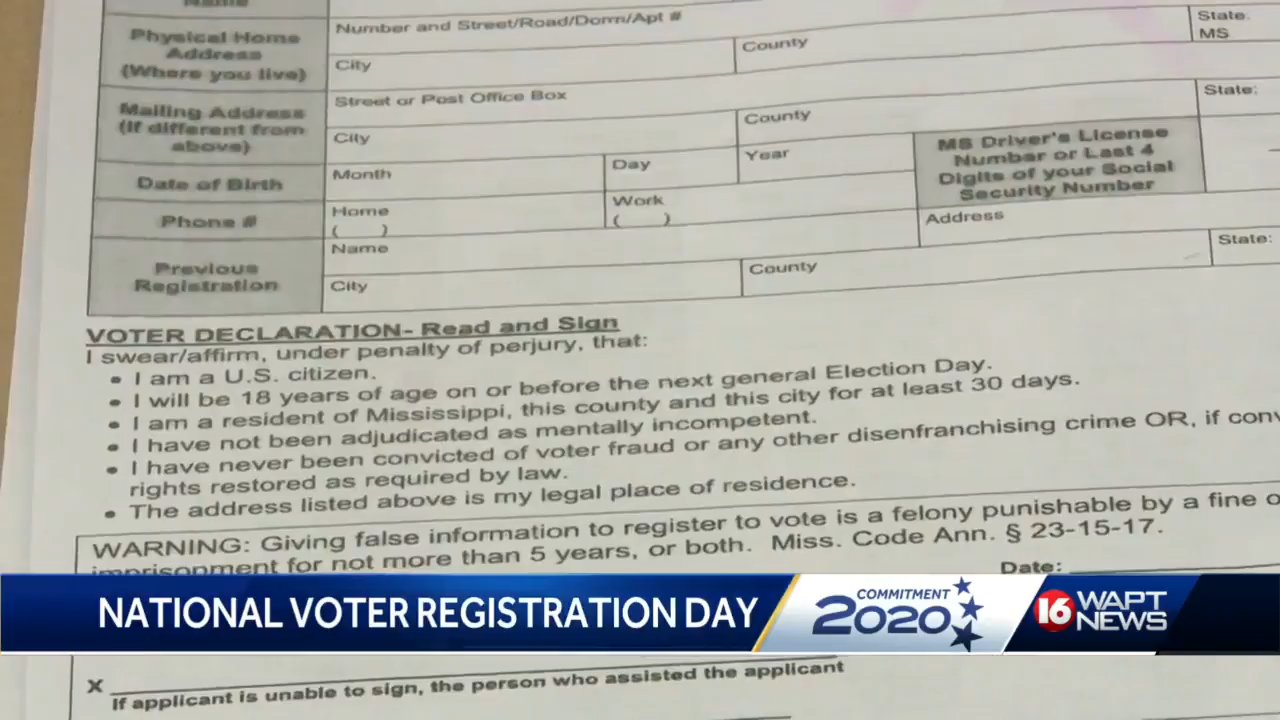 Name
Number and Street/Road/Dorm/Apt #
State:
MS
Physical Home
Address
(Where you live)
City
County
Mailing Address
(If different from
above)
Street or Post Office Box
State:
City
County
MS Driver's License
Number or Last 4
Digits of your Social
Security Number
Date of Birth
Month
Day
Year
Phone #
Home
( )
Work
( )
Address
Previous
Registration
Name
State:
City
County
VOTER DECLARATION- Read and Sign
I swear/affirm, under penalty of perjury, that:
• I am a U.S. citizen.
• I will be 18 years of age on or before the next general Election Day.
• I am a resident of Mississippi, this county and this city for at least 30 days.
• I have not been adjudicated as mentally incompetent.
• I have never been convicted of voter fraud or any other disenfranchising crime OR, if conv
rights restored as required by law.
• The address listed above is my legal place of residence.
WARNING: Giving false information to register to vote is a felony punishable by a fine o
imprisonment for not more than 5 years, or both. Miss. Code Ann. § 23-15-17.
Date:
NATIONAL VOTER REGISTRATION DAY
COMMITMENT
2020
16 WAPT
NEWS
X
If applicant is unable to sign, the person who assisted the applicant